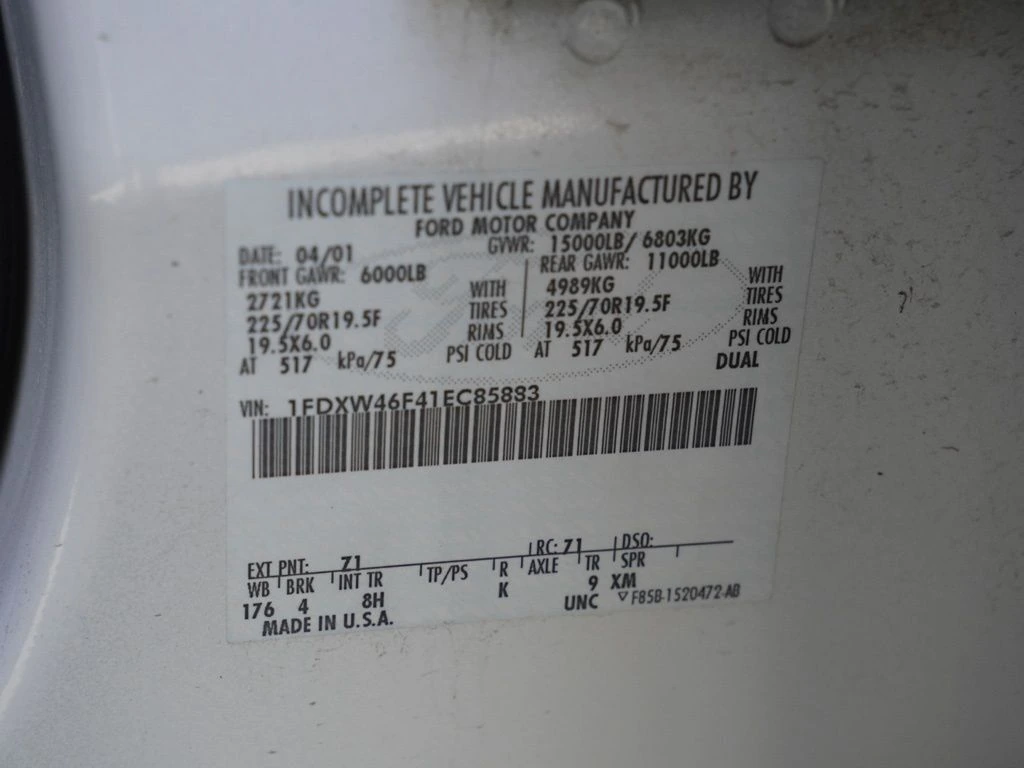 INCOMPLETE VEHICLE MANUFACTURED BY
FORD MOTOR COMPANY
DATE: 04/01 GVWR: 15000LB/ 6803KG
FRONT GAWR: 6000LB REAR GAWR: 11000LB
2721KG WITH 4989KG WITH
225/70R19.5F TIRES 225/70R19.5F TIRES
19.5X6.0 RIMS 19.5X6.0 RIMS
AT 517 kPa/75 PSI COLD AT 517 kPa/75 PSI COLD
DUAL
VIN: 1FDXW46F41EC85883
EXT PNT: Z1 RC: 71 DSO:
WB BRK INT TR TP/PS R AXLE TR SPR
176 4 8H K 9 XM
MADE IN U.S.A. UNC F85B-1520472-AB